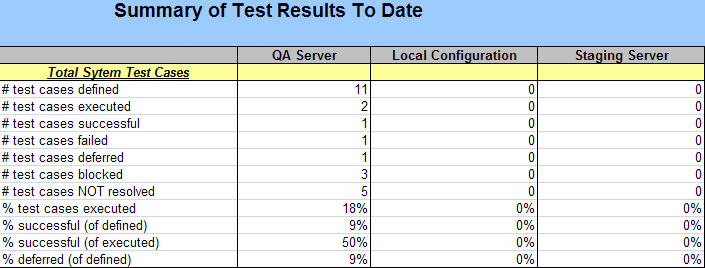 Summary of Test Results To Date
QA Server Local Configuration Staging Server
Total Sytem Test Cases
# test cases defined 11 0 0
# test cases executed 2 0 0
# test cases successful 1 0 0
# test cases failed 1 0 0
# test cases deferred 1 0 0
# test cases blocked 3 0 0
# test cases NOT resolved 5 0 0
% test cases executed 18% 0% 0%
% successful (of defined) 9% 0% 0%
% successful (of executed) 50% 0% 0%
% deferred (of defined) 9% 0% 0%